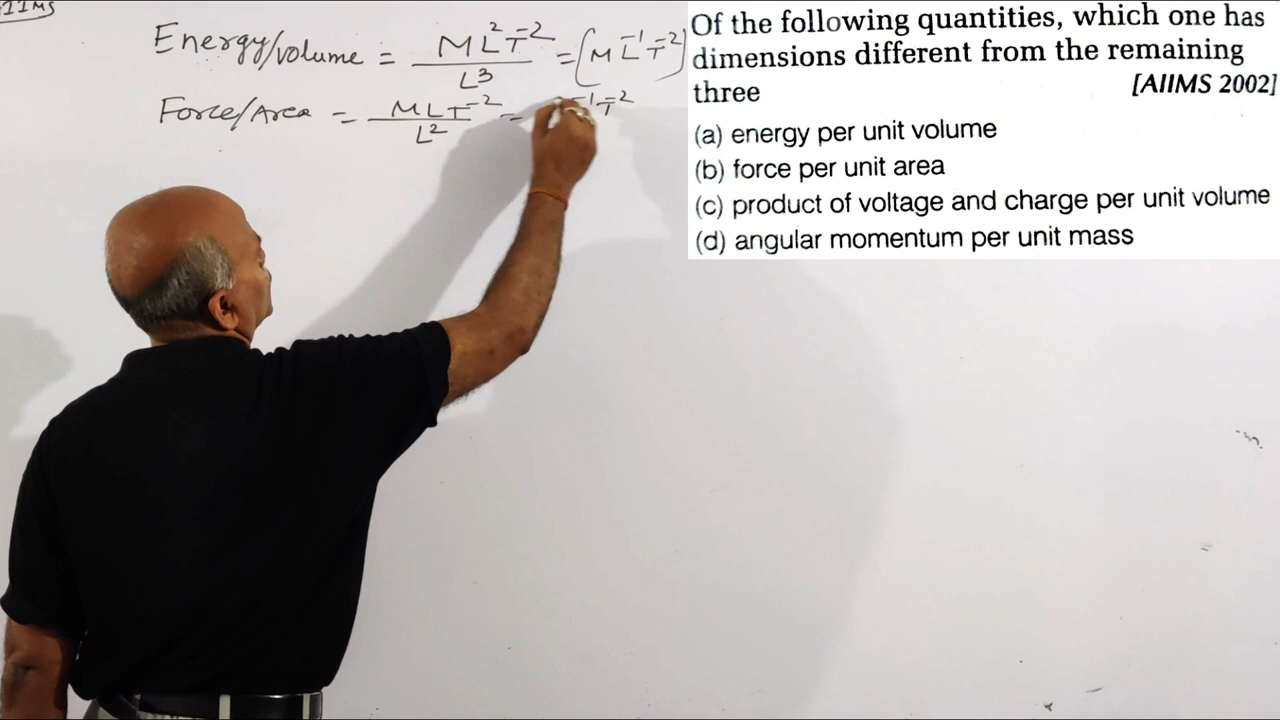 IIMS
Energy/volume = ML²T⁻²/L³ = [ML⁻¹T⁻²]
Force/Area = MLT⁻²/L² = ⁻¹T⁻²
Of the following quantities, which one has
dimensions different from the remaining
three [AIIMS 2002]
(a) energy per unit volume
(b) force per unit area
(c) product of voltage and charge per unit volume
(d) angular momentum per unit mass